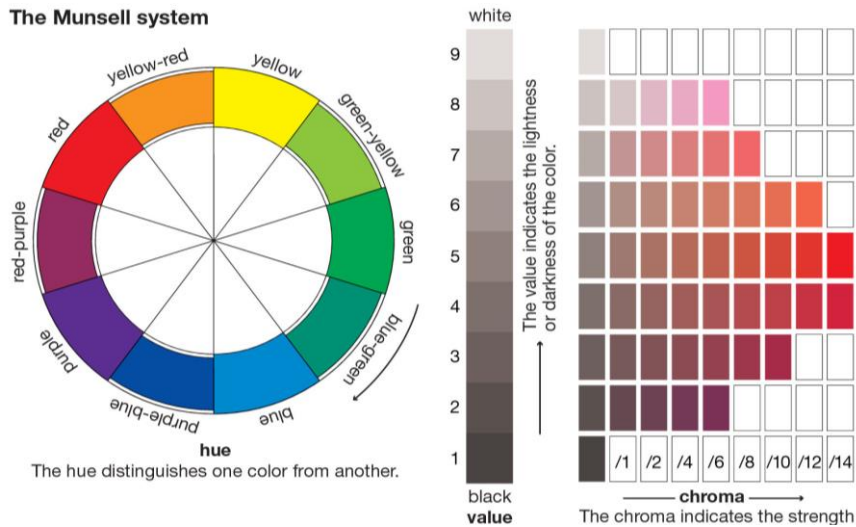 The Munsell system
yellow-red
yellow
green-yellow
green
blue-green
blue
purple-blue
purple
red-purple
red
hue
The hue distinguishes one color from another.
white
9
8
7
6
5
4
3
2
1
black
value
The value indicates the lightness
or darkness of the color.
/1 /2 /4 /6 /8 /10 /12 /14
chroma
The chroma indicates the strength